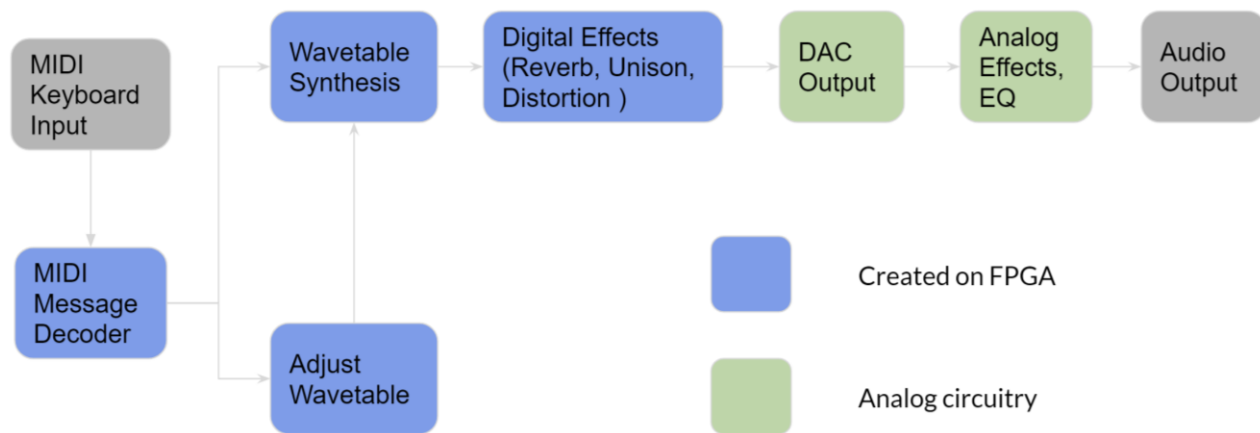 MIDI
Keyboard
Input
MIDI
Message
Decoder
Wavetable
Synthesis
Adjust
Wavetable
Digital Effects
(Reverb, Unison,
Distortion )
DAC
Output
Analog
Effects,
EQ
Audio
Output
Created on FPGA
Analog circuitry